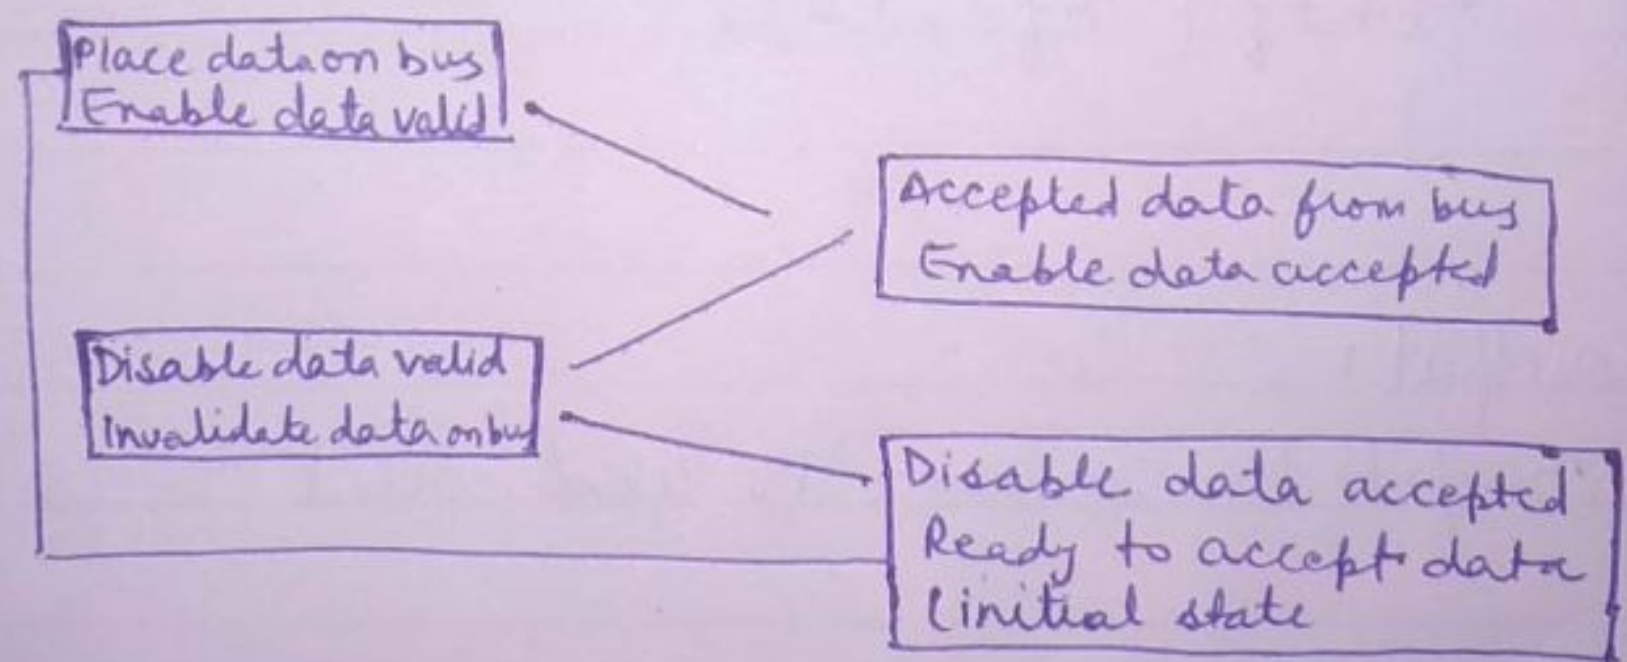 Place data on bus
Enable data valid
Accepted data from bus
Enable data accepted
Disable data valid
Invalidate data on bus
Disable data accepted
Ready to accept data
(initial state